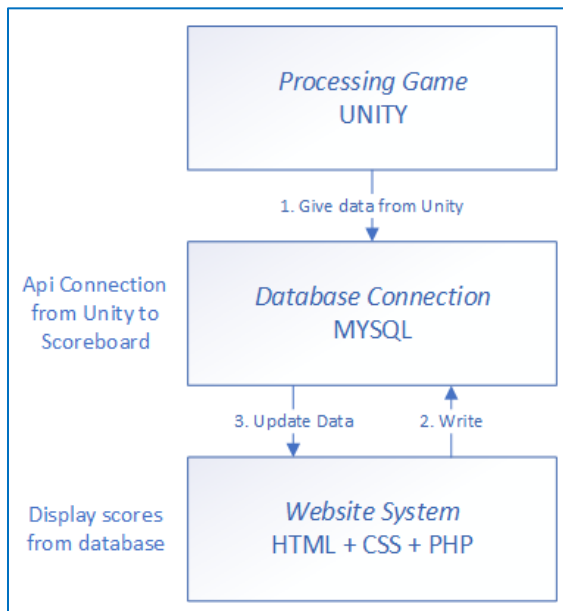 Processing Game
UNITY
1. Give data from Unity
Api Connection
from Unity to
Scoreboard
Database Connection
MYSQL
3. Update Data
2. Write
Display scores
from database
Website System
HTML + CSS + PHP